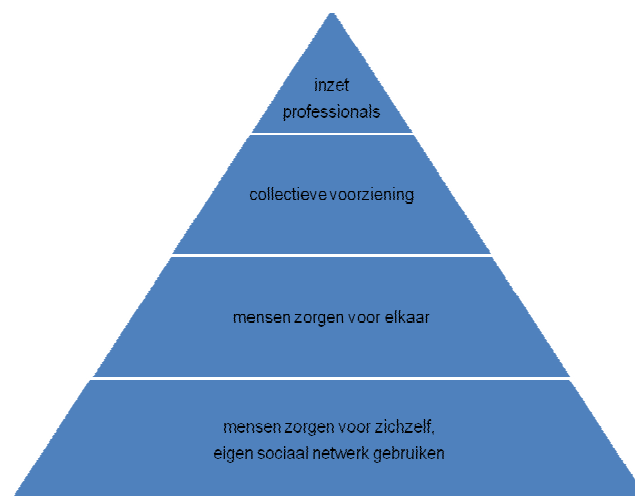 inzet
professionals
collectieve voorziening
mensen zorgen voor elkaar
mensen zorgen voor zichzelf,
eigen sociaal netwerk gebruiken